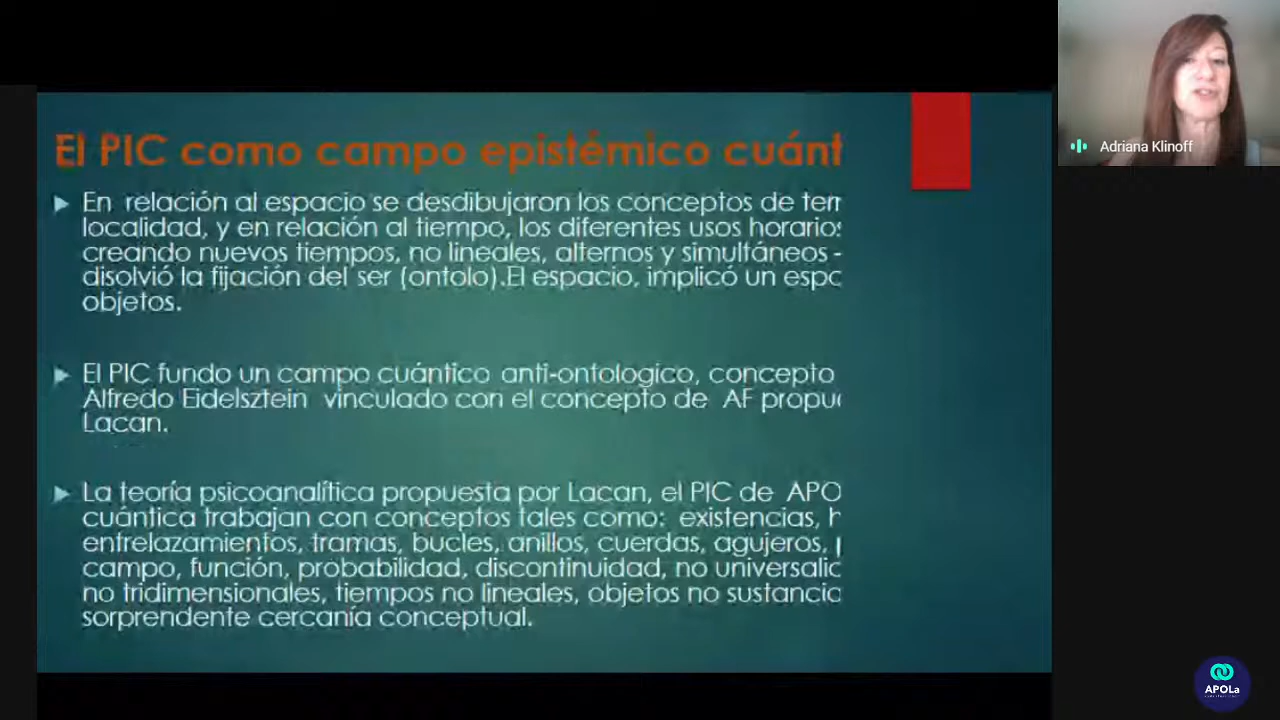 El PIC como campo epistémico cuánt
En relación al espacio se desdibujaron los conceptos de
localidad, y en relación al tiempo, los diferentes usos horarios
creando nuevos tiempos, no lineales, alternos y simultáneos -
disolvió la fijación del ser (ontolo).El espacio, implicó un
objetos.
El PIC fundo un campo cuántico anti-ontologico, concepto
Alfredo Eidelsztein vinculado con el concepto de AF
Lacan.
La teoría psicoanalítica propuesta por Lacan, el PIC de APO
cuántica trabajan con conceptos tales como: existencias,
entrelazamientos, tramas, bucles, anillos, cuerdas, agujeros,
campo, función, probabilidad, discontinuidad, no
no tridimensionales, tiempos no lineales, objetos no
sorprendente cercanía conceptual.
Adriana Klinoff
APOLa